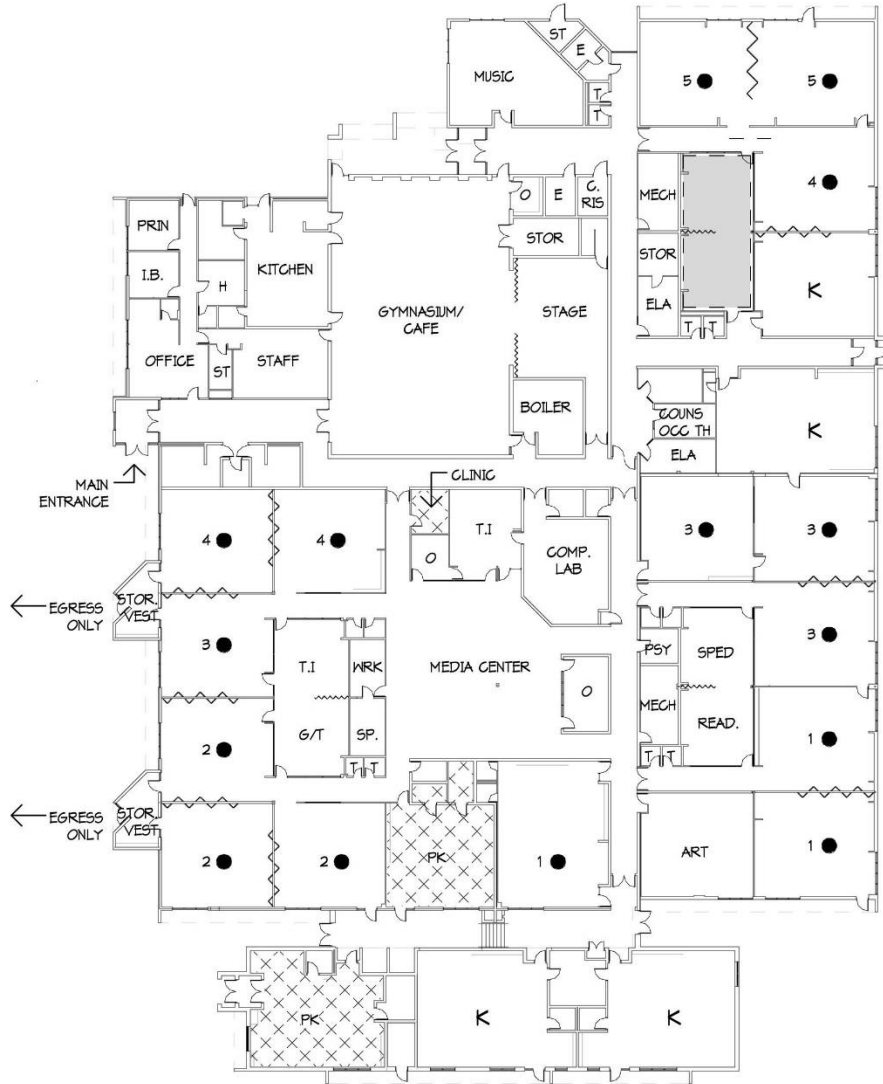 ST
E
MUSIC
T
T
5
5
4
MECH
O
E
C.
RIS
PRIN
KITCHEN
I.B.
H
STOR
STOR
GYMNASIUM/
CAFE
STAGE
ELA
K
T
T
OFFICE
ST
STAFF
BOILER
COUNS
OCC TH
K
ELA
MAIN
ENTRANCE
CLINIC
4
4
T.I
O
COMP.
LAB
3
3
EGRESS
ONLY
STOR.
VEST
3
T.I
WRK
MEDIA CENTER
O
PSY
SPED
3
MECH
2
G/T
SP.
READ.
1
T
T
T
T
EGRESS
ONLY
STOR.
VEST
2
2
PK
1
ART
1
PK
K
K